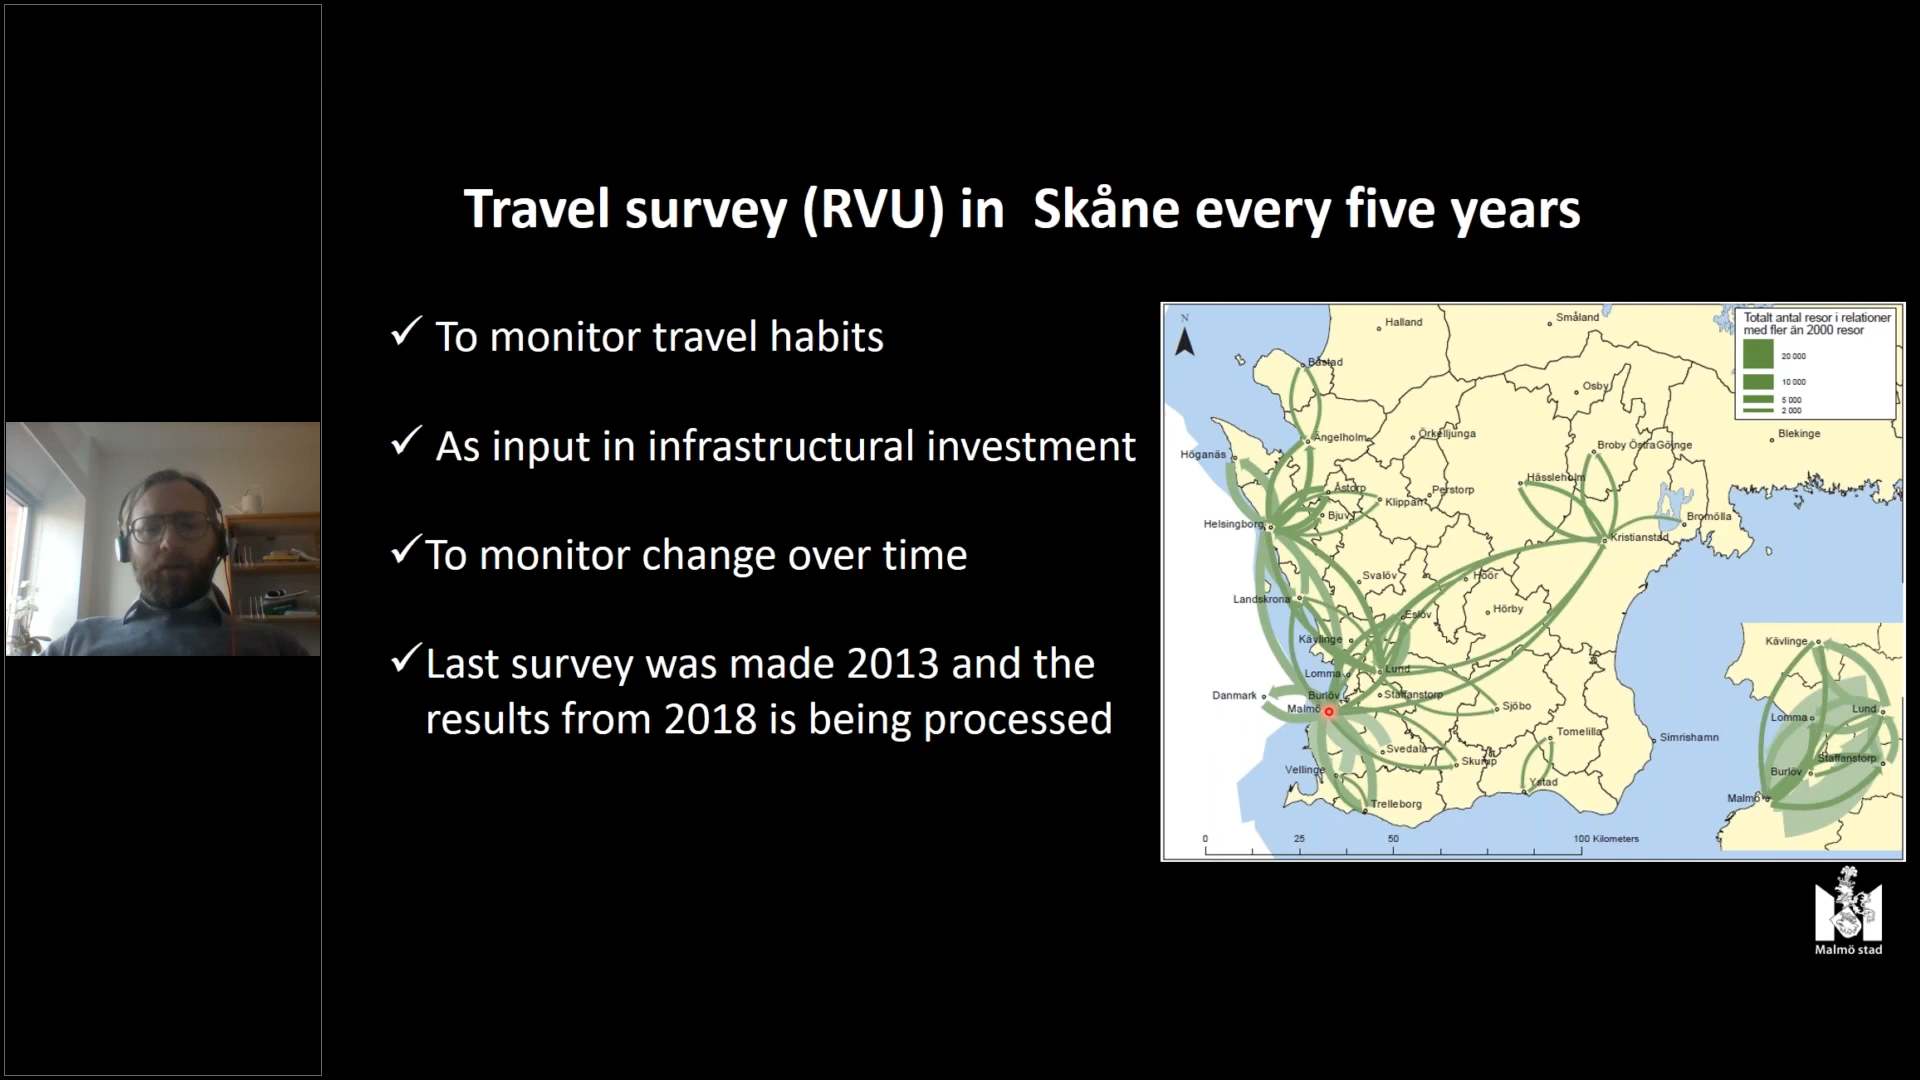 Travel survey (RVU) in  Skåne every five years
✓ To monitor travel habits
✓ As input in infrastructural investment
✓To monitor change over time
✓Last survey was made 2013 and the
results from 2018 is being processed
N
Totalt antal resor i relationer
med fler än 2000 resor
20 000
10 000
5 000
2 000
Halland
Småland
Båstad
Osby
Ängelholm
Örkelljunga
Broby ÖstraGöinge
Blekinge
Höganäs
Hässleholm
Åstorp
Perstorp
Klippan
Bjuv
Bromölla
Helsingborg
Kristianstad
Svalöv
Höör
Landskrona
Hörby
Eslöv
Kävlinge
Lomma
Lund
Danmark
Burlöv
Staffanstorp
Malmö
Sjöbo
Tomelilla
Simrishamn
Svedala
Skurup
Vellinge
Ystad
Trelleborg
0
25
50
100 Kilometers
Kävlinge
Lund
Lomma
Staffanstorp
Burlöv
Malmö
Malmö stad